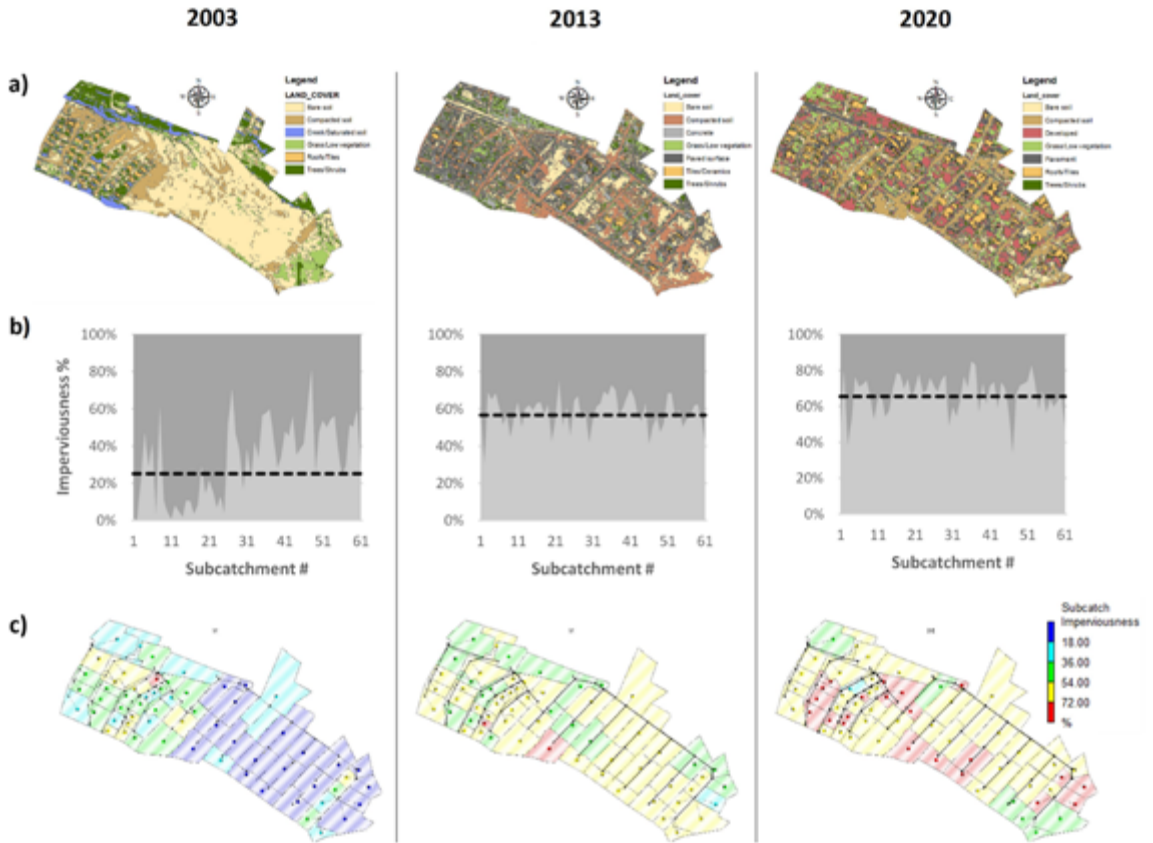 2003
2013
2020
a)
Legend
LAND_COVER
Bare soil
Compacted soil
Creek/Saturated soil
Grass/Low vegetation
Roofs/Tiles
Trees/Shrubs
Legend
Land_cover
Bare soil
Compacted soil
Concrete
Grass/Low vegetation
Paved surface
Tiles/Ceramics
Trees/Shrubs
Legend
Land_cover
Bare soil
Compacted soil
Developed
Grass/Low vegetation
Pavement
Roofs/Tiles
Trees/Shrubs
b)
Imperviousness %
100%
80%
60%
40%
20%
0%
1 11 21 31 41 51 61
Subcatchment #
100%
80%
60%
40%
20%
0%
1 11 21 31 41 51 61
Subcatchment #
100%
80%
60%
40%
20%
0%
1 11 21 31 41 51 61
Subcatchment #
c)
Subcatch
Imperviousness
18.00
36.00
54.00
72.00
%